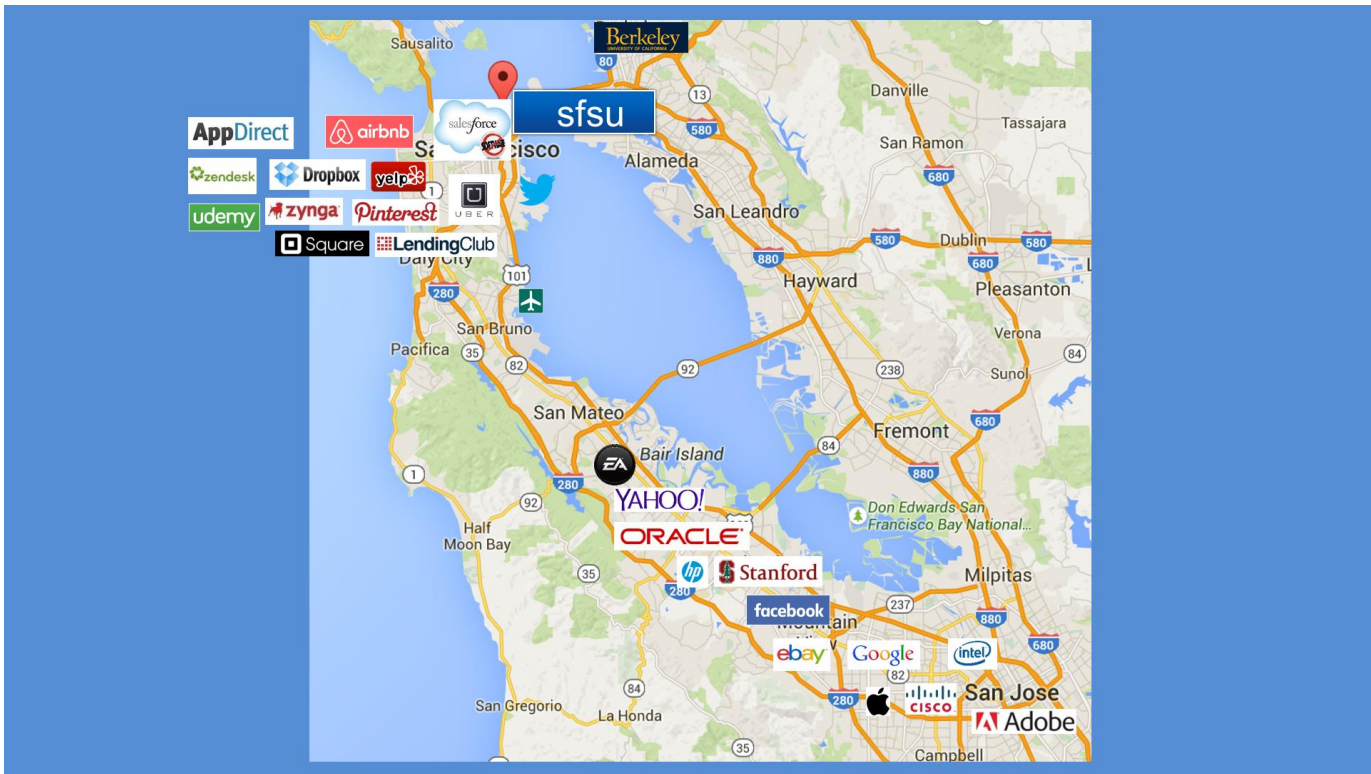 Berkeley
UNIVERSITY OF CALIFORNIA
Sausalito
80
13
Danville
sfsu
salesforce
SOFTWARE
AppDirect
airbnb
580
Tassajara
San Ramon
cisco
Alameda
zendesk
Dropbox
yelp
1
UBER
680
udemy
zynga
Pinterest
San Leandro
Square
LendingClub
Daly City
580
Dublin
580
880
680
101
Hayward
Pleasanton
280
San Bruno
Verona
Pacifica
35
82
92
238
84
Sunol
San Mateo
680
Fremont
EA
Bair Island
84
1
280
880
92
YAHOO!
Don Edwards San
Francisco Bay National...
Half
Moon Bay
ORACLE
35
hp
Stanford
Milpitas
280
facebook
237
880
Mountain
View
680
ebay
Google
intel
82
84
280
CISCO
San Jose
San Gregorio
La Honda
Adobe
35
Campbell